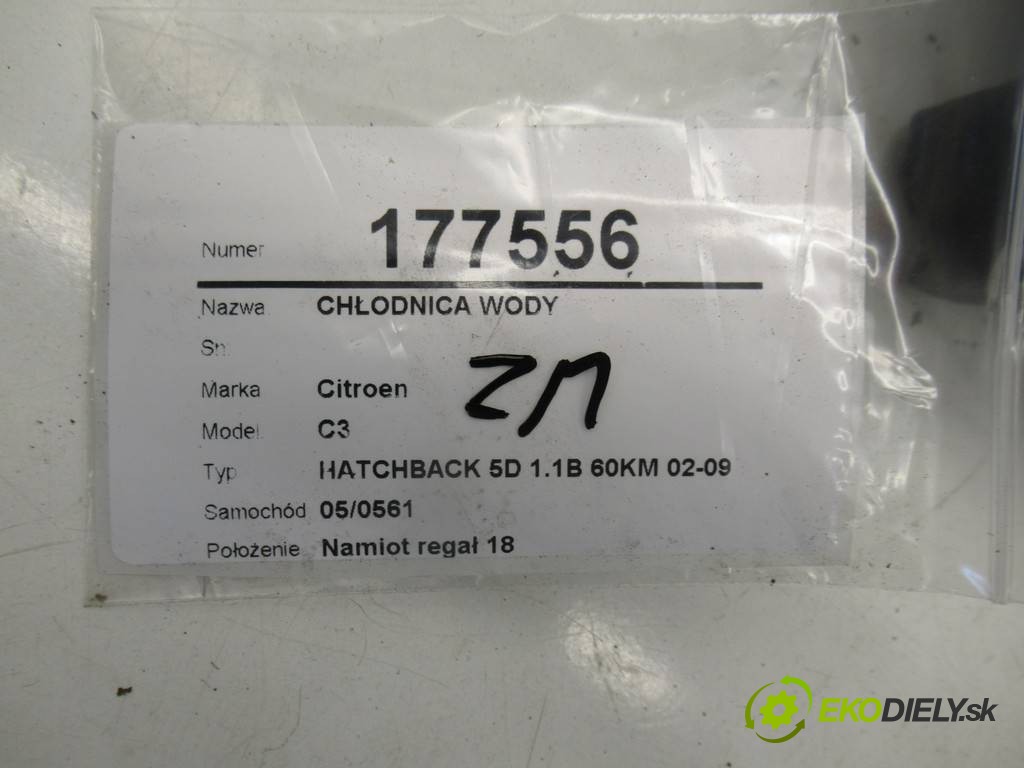 Numer 177556
Nazwa CHŁODNICA WODY
Sn:
Marka Citroen
Model C3
Typ HATCHBACK 5D 1.1B 60KM 02-09
Samochód 05/0561
Położenie Namiot regał 18
EKODIELY.sk